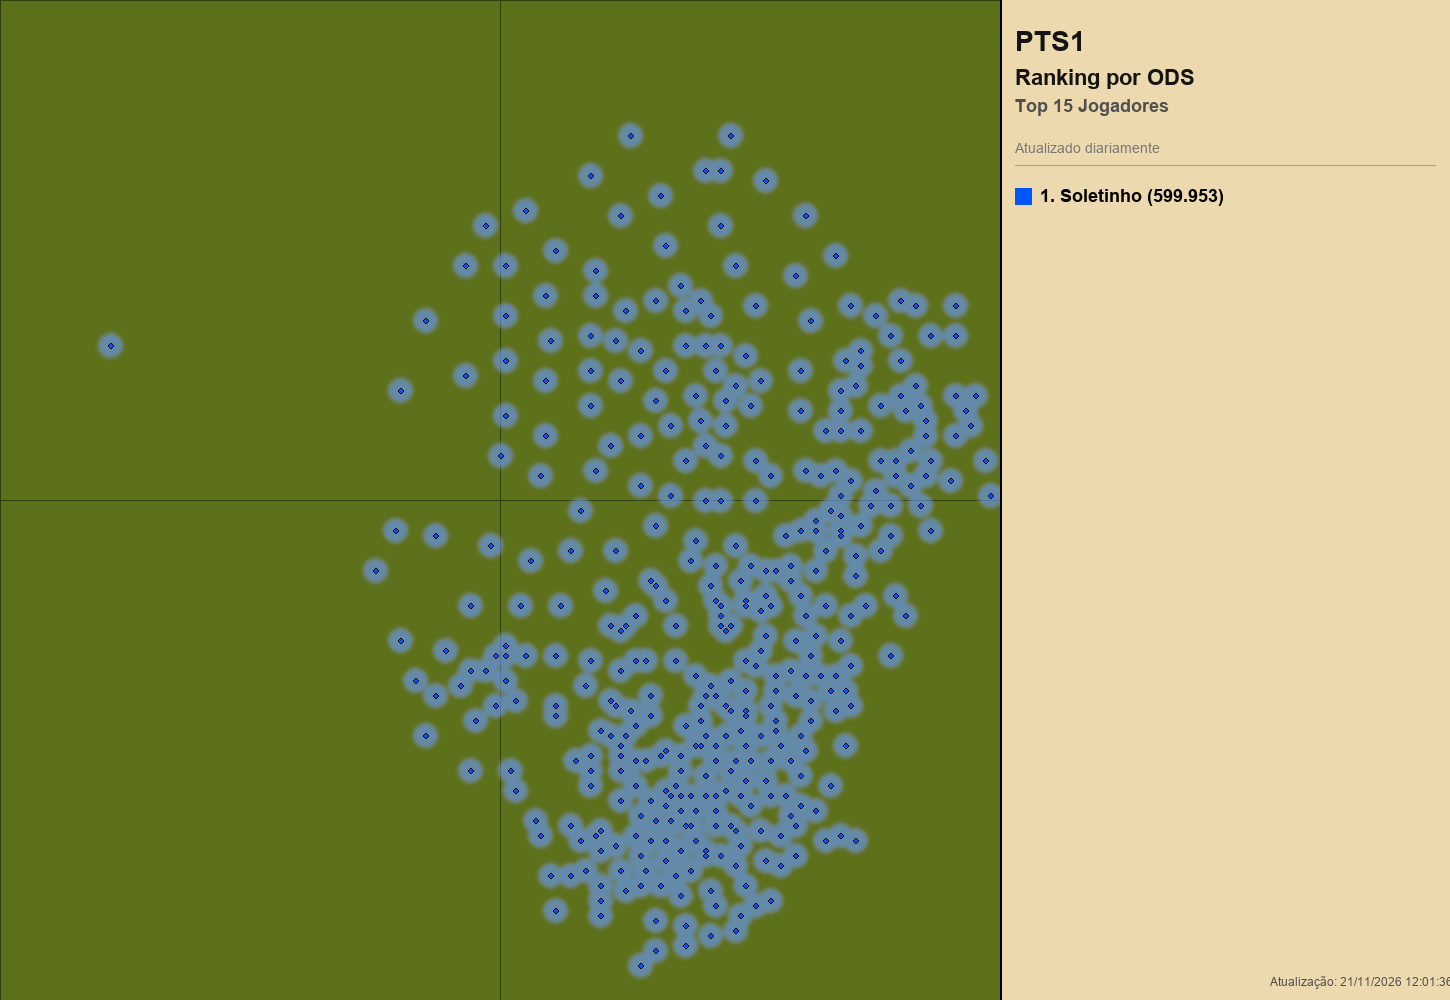 PTS1
Ranking por ODS
Top 15 Jogadores
Atualizado diariamente
1. Soletinho (599.953)
Atualização: 21/11/2026 12:01:36